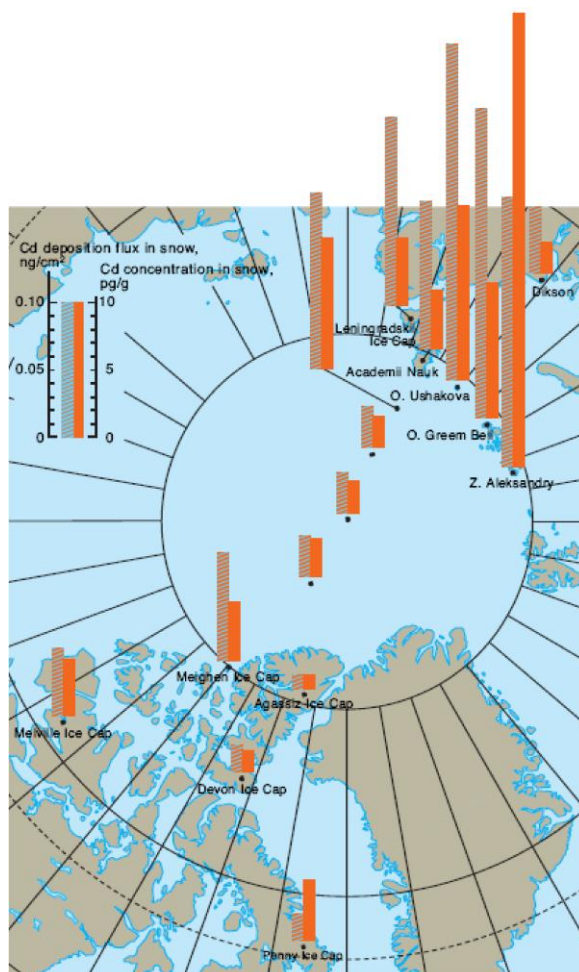 Cd deposition flux in snow,
ng/cm²
Cd concentration in snow,
pg/g
0.10
10
0.05
5
0
0
Dikson
Leningradskii
Ice Cap
Academii Nauk
O. Ushakova
O. Greem Bell
Z. Aleksandry
Meighen Ice Cap
Agassiz Ice Cap
Melville Ice Cap
Devon Ice Cap
Penny Ice Cap